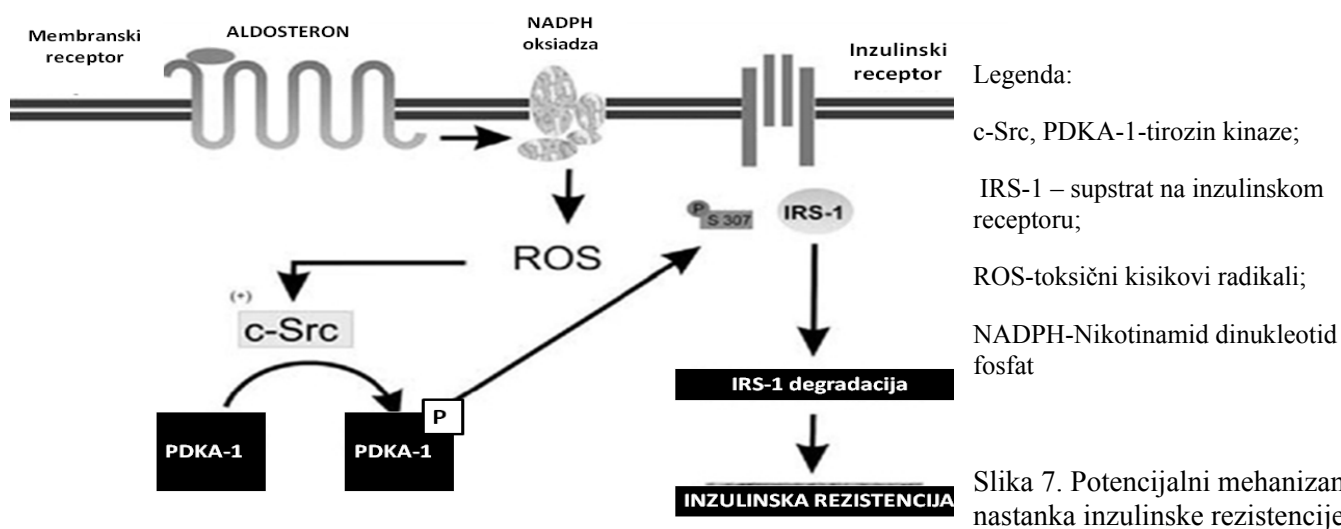 Membranski
receptor
ALDOSTERON
NADPH
oksiadza
Inzulinski
receptor
ROS
(+)
c-Src
PDKA-1
PDKA-1
P
P
S 307
IRS-1
IRS-1 degradacija
INZULINSKA REZISTENCIJA
Legenda:
c-Src, PDKA-1-tirozin kinaze;
IRS-1 – supstrat na inzulinskom
receptoru;
ROS-toksični kisikovi radikali;
NADPH-Nikotinamid dinukleotid
fosfat
Slika 7. Potencijalni mehanizam
nastanka inzulinske rezistencije